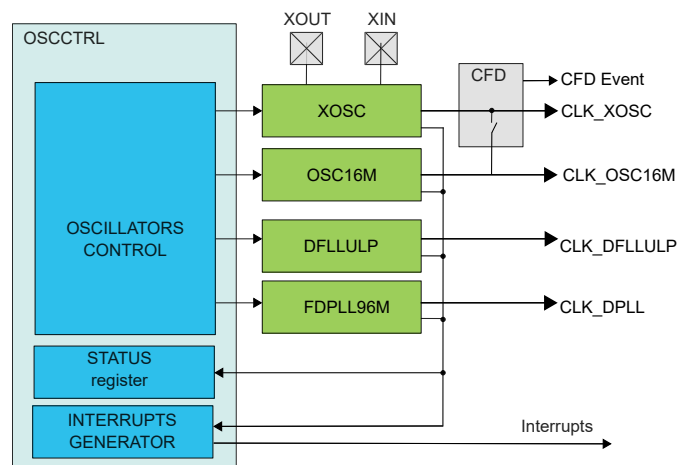 XOUT
XIN
OSCCTRL
CFD
CFD Event
XOSC
CLK_XOSC
OSC16M
CLK_OSC16M
OSCILLATORS
CONTROL
DFLLULP
CLK_DFLLULP
FDPLL96M
CLK_DPLL
STATUS
register
INTERRUPTS
GENERATOR
Interrupts